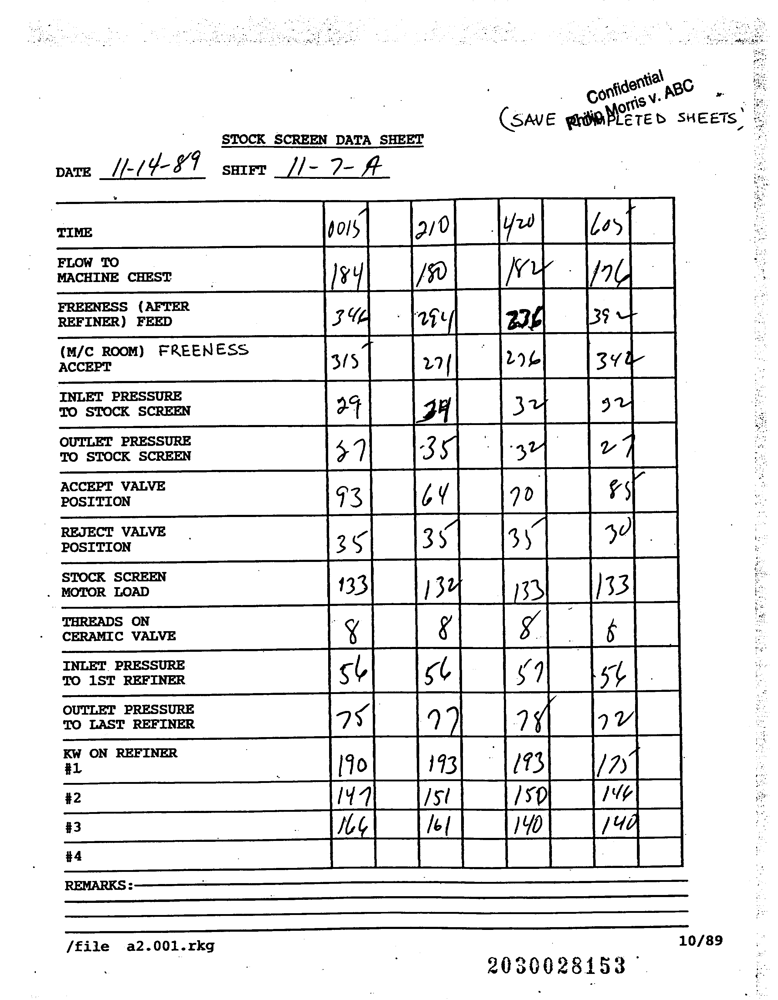 Confidential
Philip Morris v. ABC
(SAVE COMPLETED SHEETS)
STOCK SCREEN DATA SHEET
DATE 11-14-89 SHIFT 11-7-A
TIME 0015 210 420 605
FLOW TO
MACHINE CHEST 184 180 182 176
FREENESS (AFTER
REFINER) FEED 346 294 236 392
(M/C ROOM) FREENESS
ACCEPT 315 271 276 342
INLET PRESSURE
TO STOCK SCREEN 29 32 32
OUTLET PRESSURE
TO STOCK SCREEN 27 35 32 27
ACCEPT VALVE
POSITION 93 64 70 85
REJECT VALVE
POSITION 35 35 35 30
STOCK SCREEN
MOTOR LOAD 133 132 133 133
THREADS ON
CERAMIC VALVE 8 8 8 8
INLET PRESSURE
TO 1ST REFINER 56 56 57 56
OUTLET PRESSURE
TO LAST REFINER 75 77 78 72
KW ON REFINER
#1 190 193 193 175
#2 147 151 150 146
#3 166 161 140 140
#4
REMARKS:
/file a2.001.rkg 10/89
2030028153